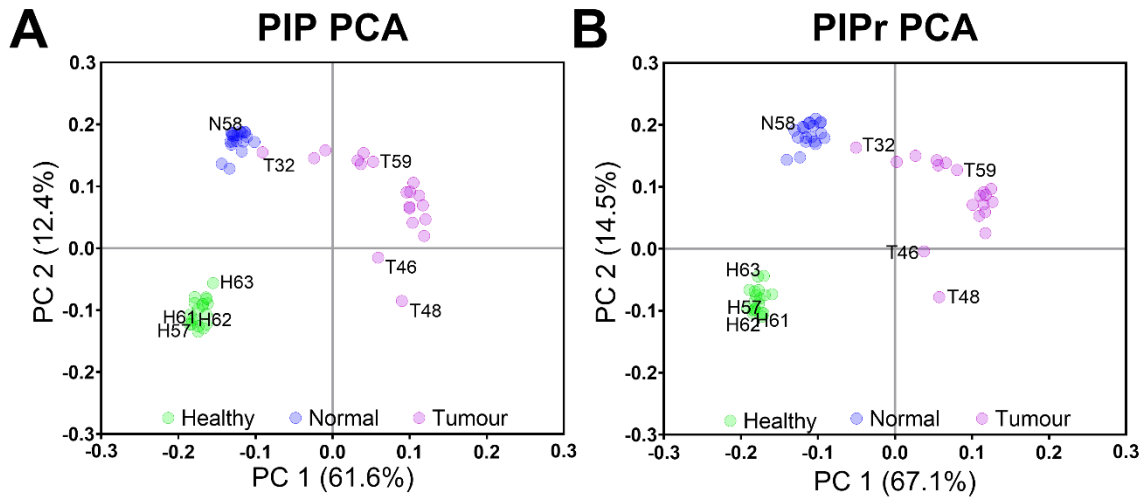 A
PIP PCA
PC 2 (12.4%)
0.3
0.2
0.1
0.0
-0.1
-0.2
-0.3
N58
T32
T59
T46
T48
H63
H61
H62
H57
Healthy
Normal
Tumour
-0.3 -0.2 -0.1 0.0 0.1 0.2 0.3
PC 1 (61.6%)
B
PIPr PCA
PC 2 (14.5%)
0.3
0.2
0.1
0.0
-0.1
-0.2
-0.3
N58
T32
T59
T46
T48
H63
H57
H61
H62
Healthy
Normal
Tumour
-0.3 -0.2 -0.1 0.0 0.1 0.2 0.3
PC 1 (67.1%)